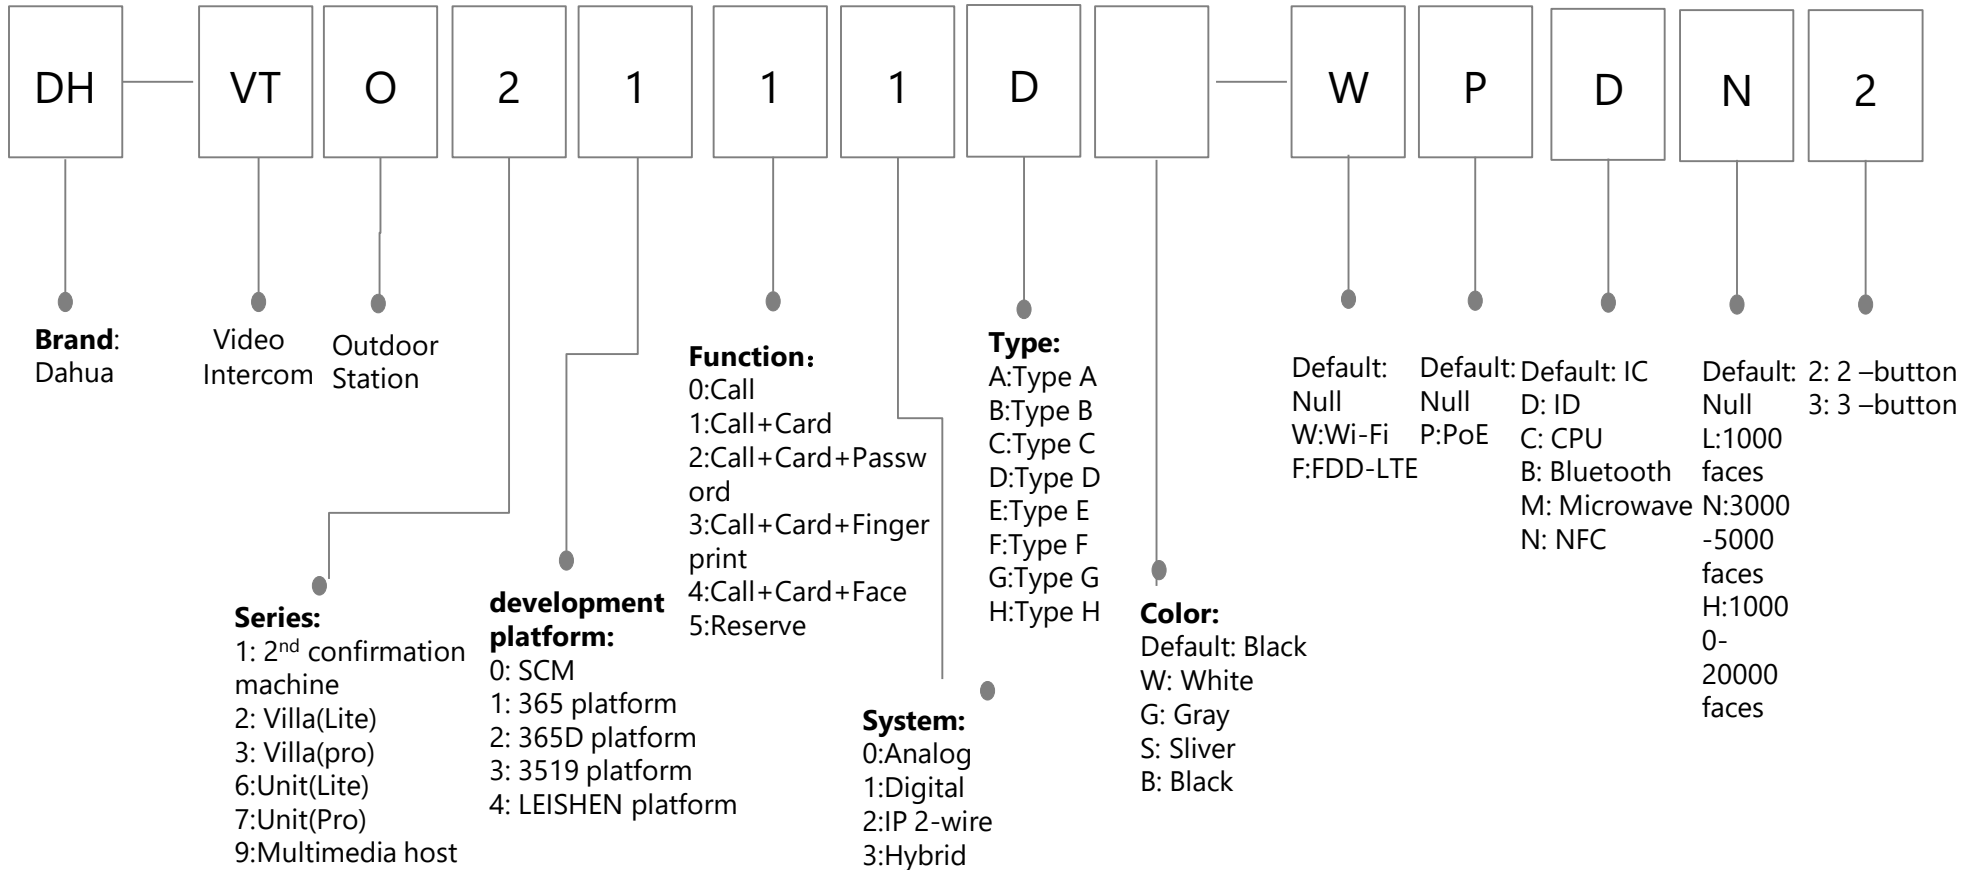 DH
VT
O
2
1
1
1
D
W
P
D
N
2
Brand:
Dahua
Video
Intercom
Outdoor
Station
Series:
1: 2nd confirmation
machine
2: Villa(Lite)
3: Villa(pro)
6:Unit(Lite)
7:Unit(Pro)
9:Multimedia host
development
platform:
0: SCM
1: 365 platform
2: 365D platform
3: 3519 platform
4: LEISHEN platform
Function：
0:Call
1:Call+Card
2:Call+Card+Passw
ord
3:Call+Card+Finger
print
4:Call+Card+Face
5:Reserve
System:
0:Analog
1:Digital
2:IP 2-wire
3:Hybrid
Type:
A:Type A
B:Type B
C:Type C
D:Type D
E:Type E
F:Type F
G:Type G
H:Type H
Color:
Default: Black
W: White
G: Gray
S: Sliver
B: Black
Default:
Null
W:Wi-Fi
F:FDD-LTE
Default:
Null
P:PoE
Default: IC
D: ID
C: CPU
B: Bluetooth
M: Microwave
N: NFC
Default:
Null
L:1000
faces
N:3000
-5000
faces
H:1000
0-
20000
faces
2: 2 –button
3: 3 –button